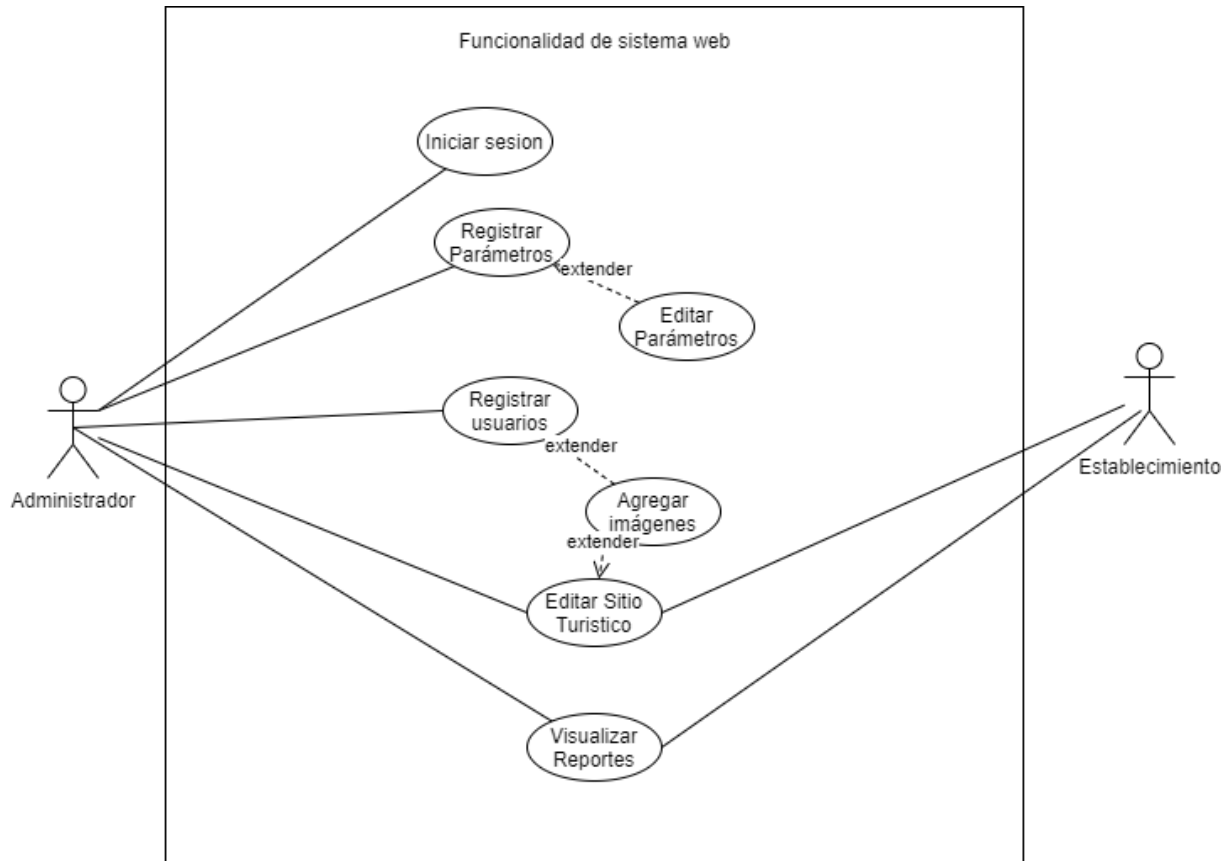 Funcionalidad de sistema web
Iniciar sesion
Registrar
Parámetros
extender
Editar
Parámetros
Registrar
usuarios
extender
Administrador
Establecimiento
Agregar
imágenes
extender
Editar Sitio
Turistico
Visualizar
Reportes